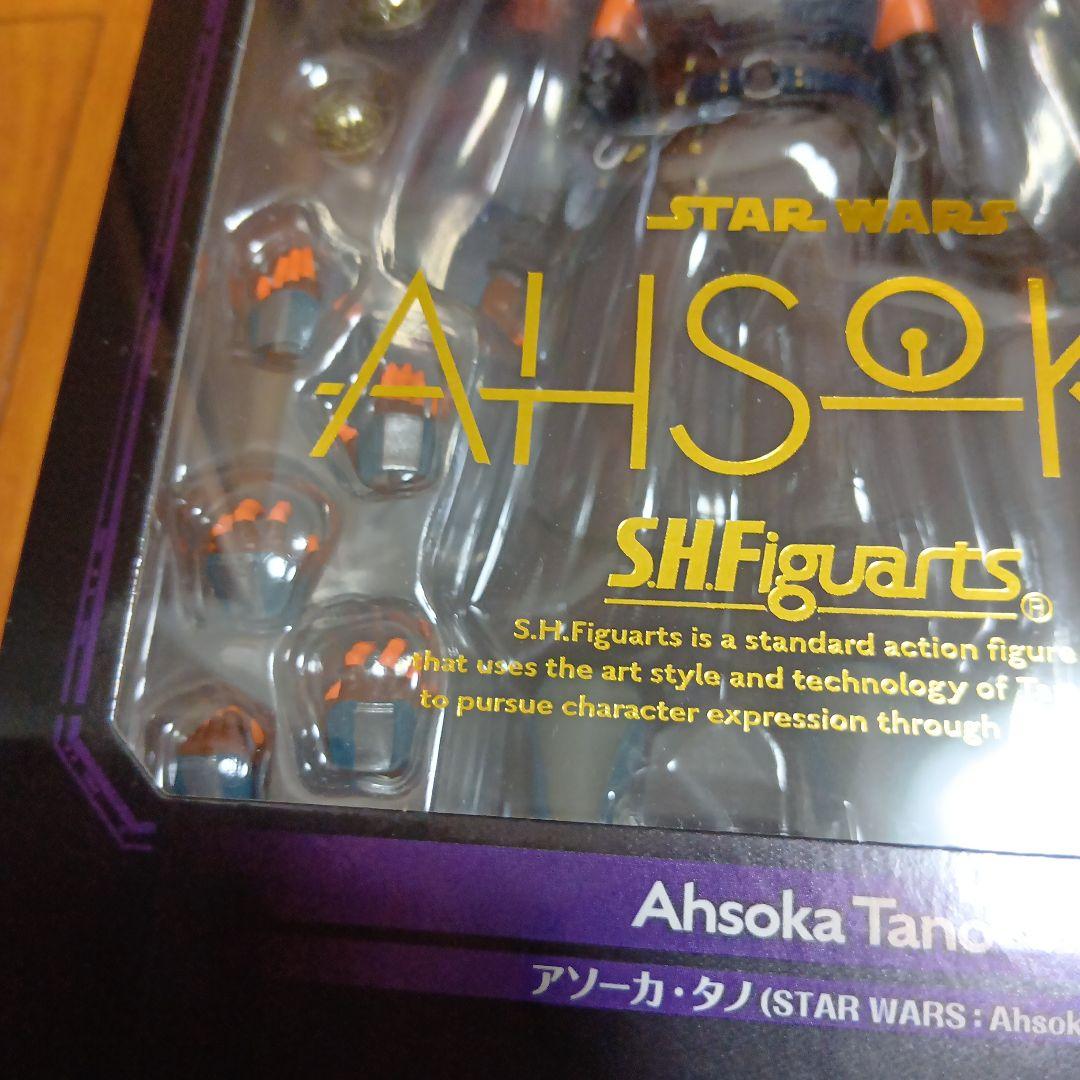 STAR WARS
AHSOK
S.H.Figuarts®
S.H.Figuarts is a standard action figure
that uses the art style and technology of
to pursue character expression through
Ahsoka Tano
アソーカ・タノ (STAR WARS : Ahsok